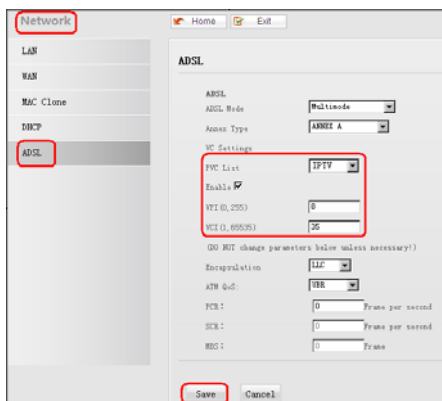 Network
Home Exit
LAN
WAN
MAC Clone
DHCP
ADSL
ADSL
ADSL
ADSL Mode Multimode
Annex Type ANNEX A
VC Settings
PVC List IPTV
Enable
VPI(0,255) 8
VCI(1,65535) 35
(DO NOT change parameters below unless necessary!)
Encapsulation LLC
ATM QoS: UBR
PCR: 0 Frame per second
SCR: 0 Frame per second
MBS: 0 Frame
Save Cancel